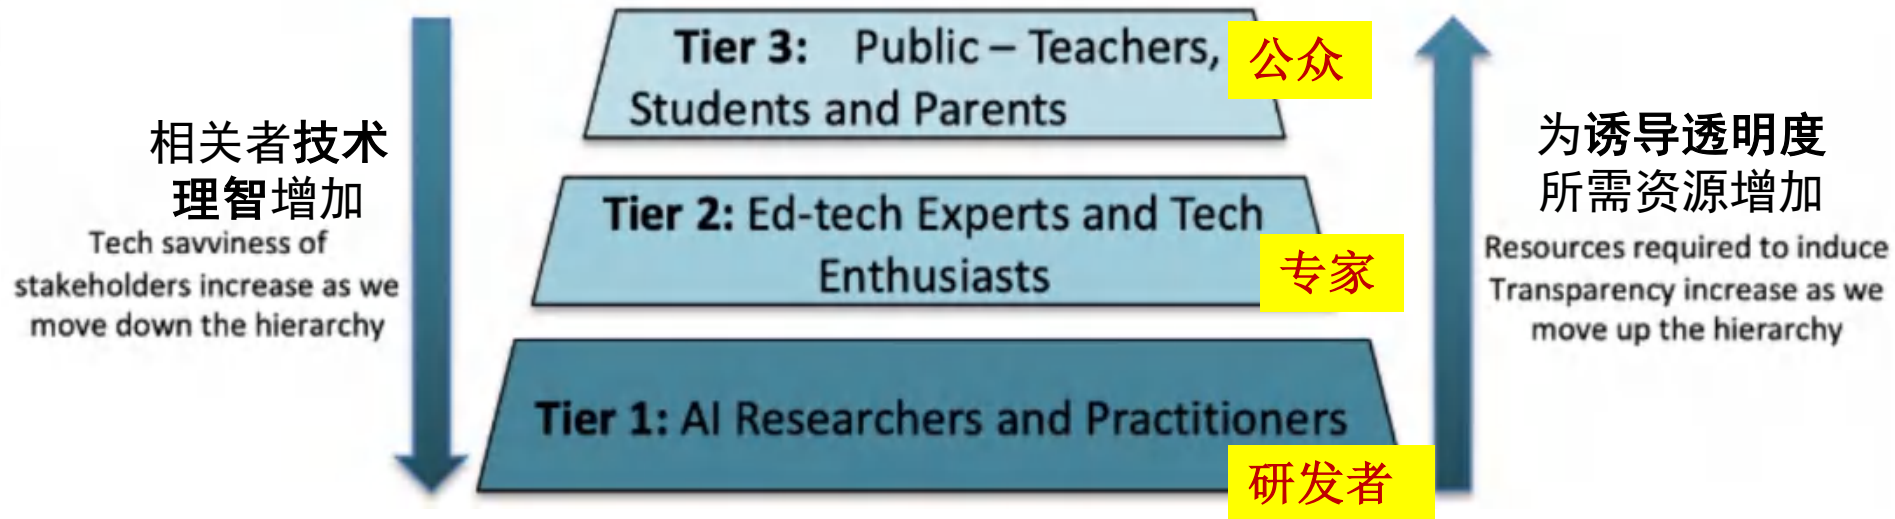 Tier 3: Public – Teachers,
Students and Parents
公众
相关者技术
理智增加
Tech savviness of
stakeholders increase as we
move down the hierarchy
Tier 2: Ed-tech Experts and Tech
Enthusiasts
专家
为诱导透明度
所需资源增加
Resources required to induce
Transparency increase as we
move up the hierarchy
Tier 1: AI Researchers and Practitioners
研发者